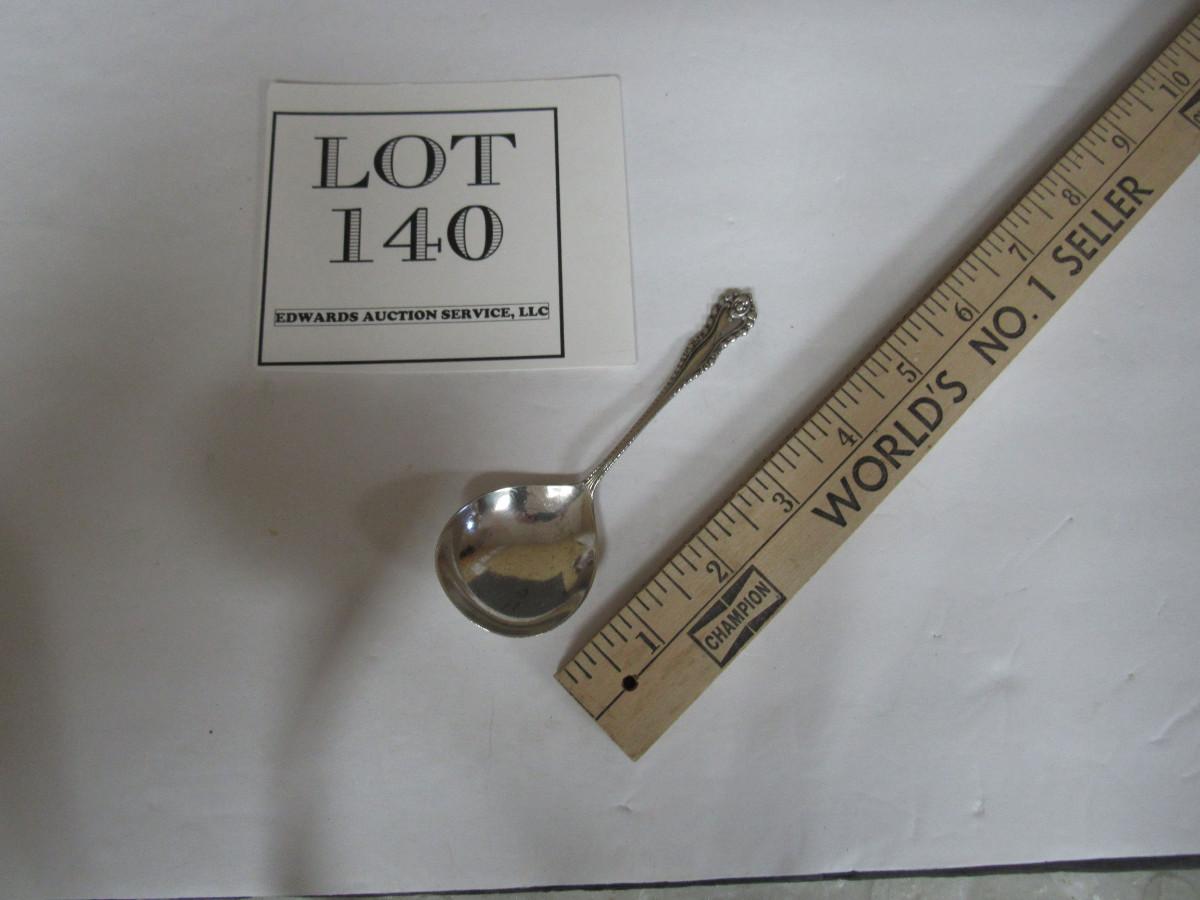 LOT
140
EDWARDS AUCTION SERVICE, LLC
1 2 3 4 5 6 7 8 9 10
CHAMPION
WORLD'S NO. 1 SELLER